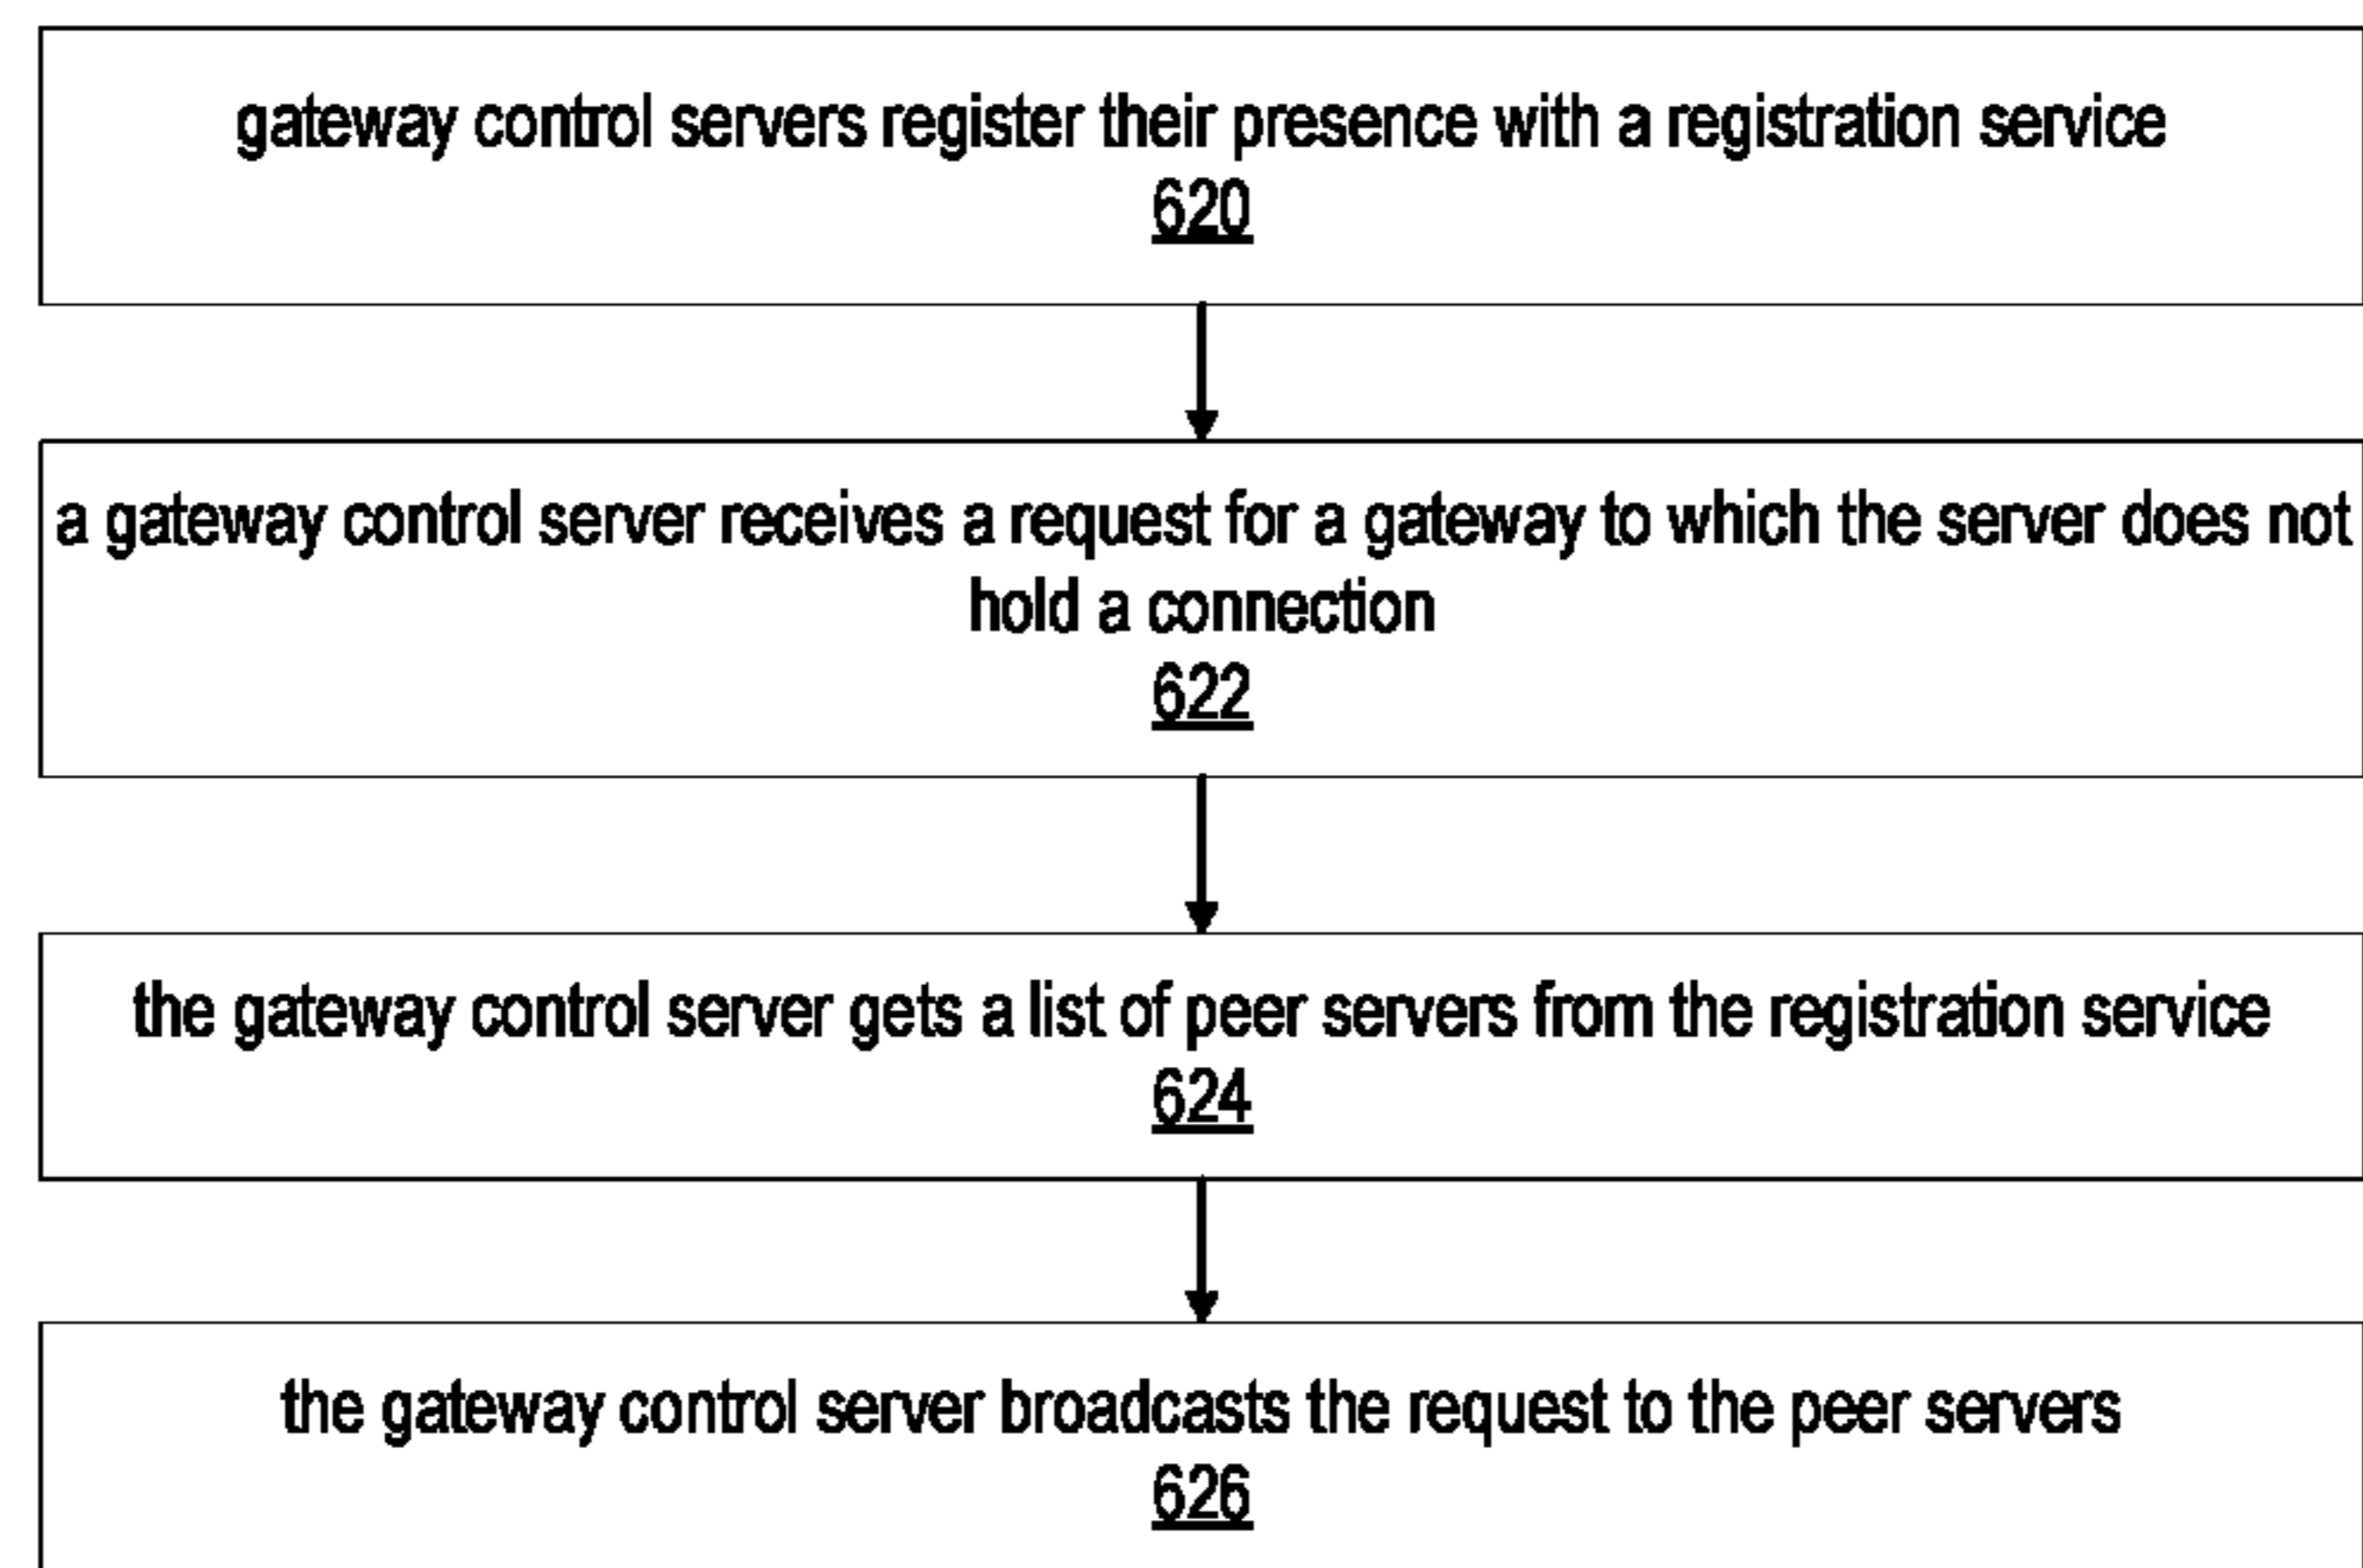 gateway control servers register their presence with a registration service
620
a gateway control server receives a request for a gateway to which the server does not
hold a connection
622
the gateway control server gets a list of peer servers from the registration service
624
the gateway control server broadcasts the request to the peer servers
626